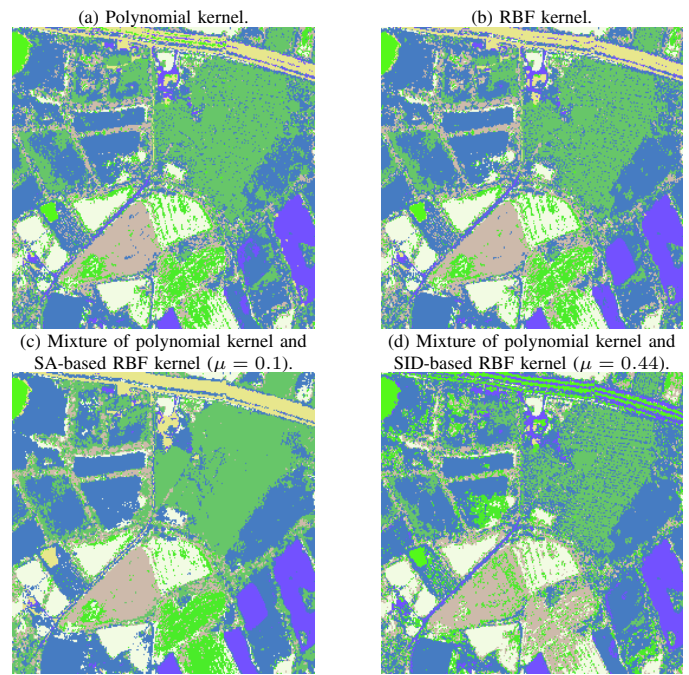 (a) Polynomial kernel.
(b) RBF kernel.
(c) Mixture of polynomial kernel and
SA-based RBF kernel (μ = 0.1).
(d) Mixture of polynomial kernel and
SID-based RBF kernel (μ = 0.44).